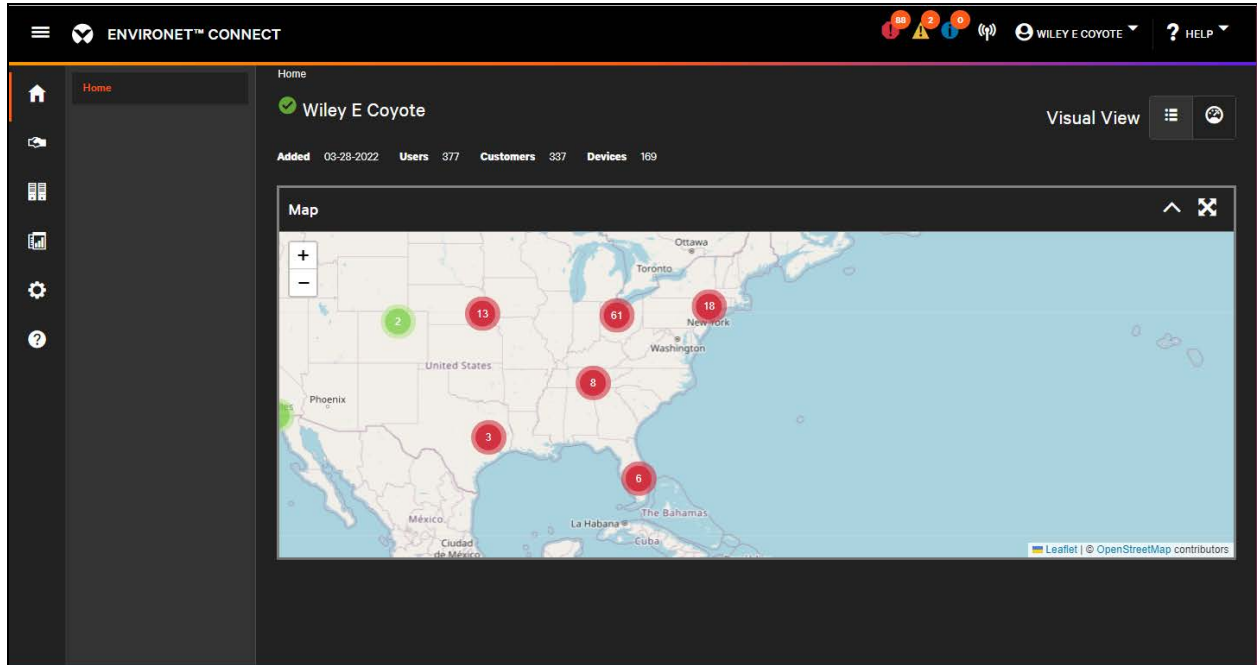 88 2 0
ENVIRONET™ CONNECT
WILEY E COYOTE
? HELP
Home
Home
Wiley E Coyote
Visual View
Added 03-28-2022 Users 377 Customers 337 Devices 169
Map
+
−
Ottawa
Toronto
18
13
61
2
New York
Washington
United States
8
Phoenix
3
6
The Bahamas
México
La Habana
Cuba
Ciudad
de México
Leaflet | © OpenStreetMap contributors